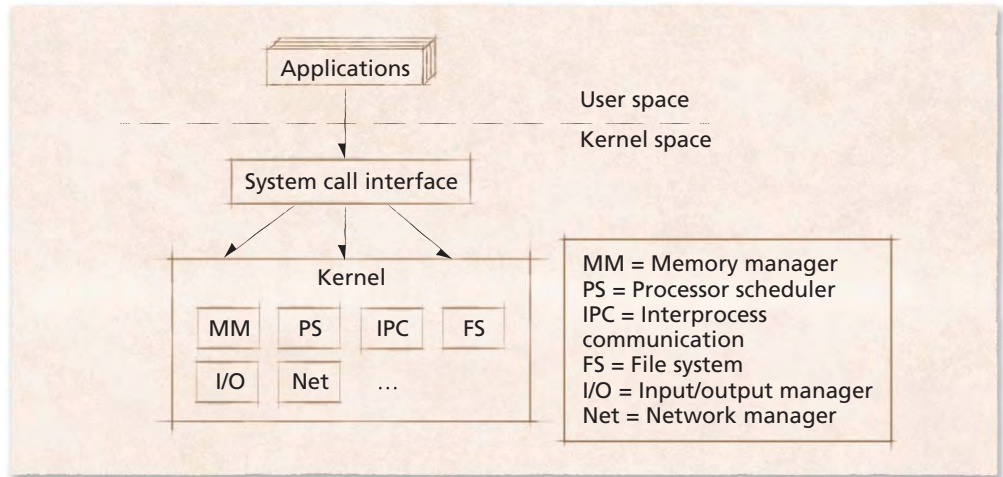 Applications
User space
Kernel space
System call interface
Kernel
MM PS IPC FS
I/O Net …
MM = Memory manager
PS = Processor scheduler
IPC = Interprocess
communication
FS = File system
I/O = Input/output manager
Net = Network manager